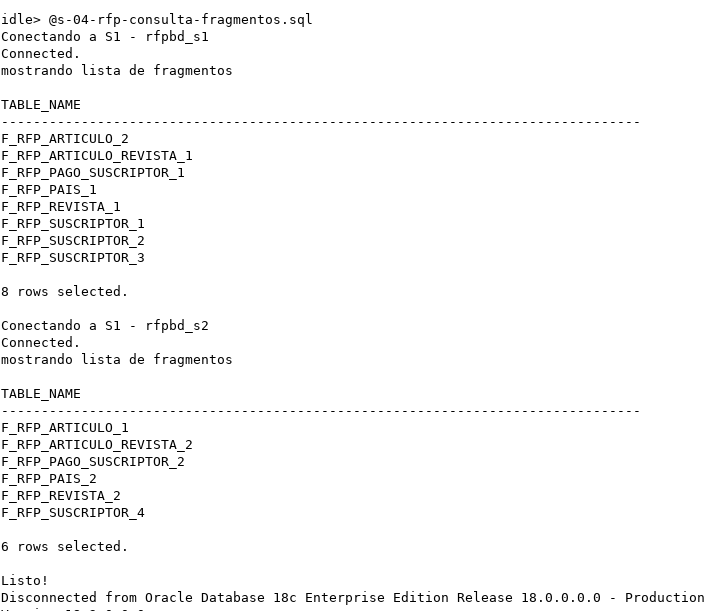 idle> @s-04-rfp-consulta-fragmentos.sql
Conectando a S1 - rfpbd_s1
Connected.
mostrando lista de fragmentos
TABLE_NAME
--------------------------------------------------------------------------------
F_RFP_ARTICULO_2
F_RFP_ARTICULO_REVISTA_1
F_RFP_PAGO_SUSCRIPTOR_1
F_RFP_PAIS_1
F_RFP_REVISTA_1
F_RFP_SUSCRIPTOR_1
F_RFP_SUSCRIPTOR_2
F_RFP_SUSCRIPTOR_3
8 rows selected.
Conectando a S1 - rfpbd_s2
Connected.
mostrando lista de fragmentos
TABLE_NAME
--------------------------------------------------------------------------------
F_RFP_ARTICULO_1
F_RFP_ARTICULO_REVISTA_2
F_RFP_PAGO_SUSCRIPTOR_2
F_RFP_PAIS_2
F_RFP_REVISTA_2
F_RFP_SUSCRIPTOR_4
6 rows selected.
Listo!
Disconnected from Oracle Database 18c Enterprise Edition Release 18.0.0.0.0 - Production